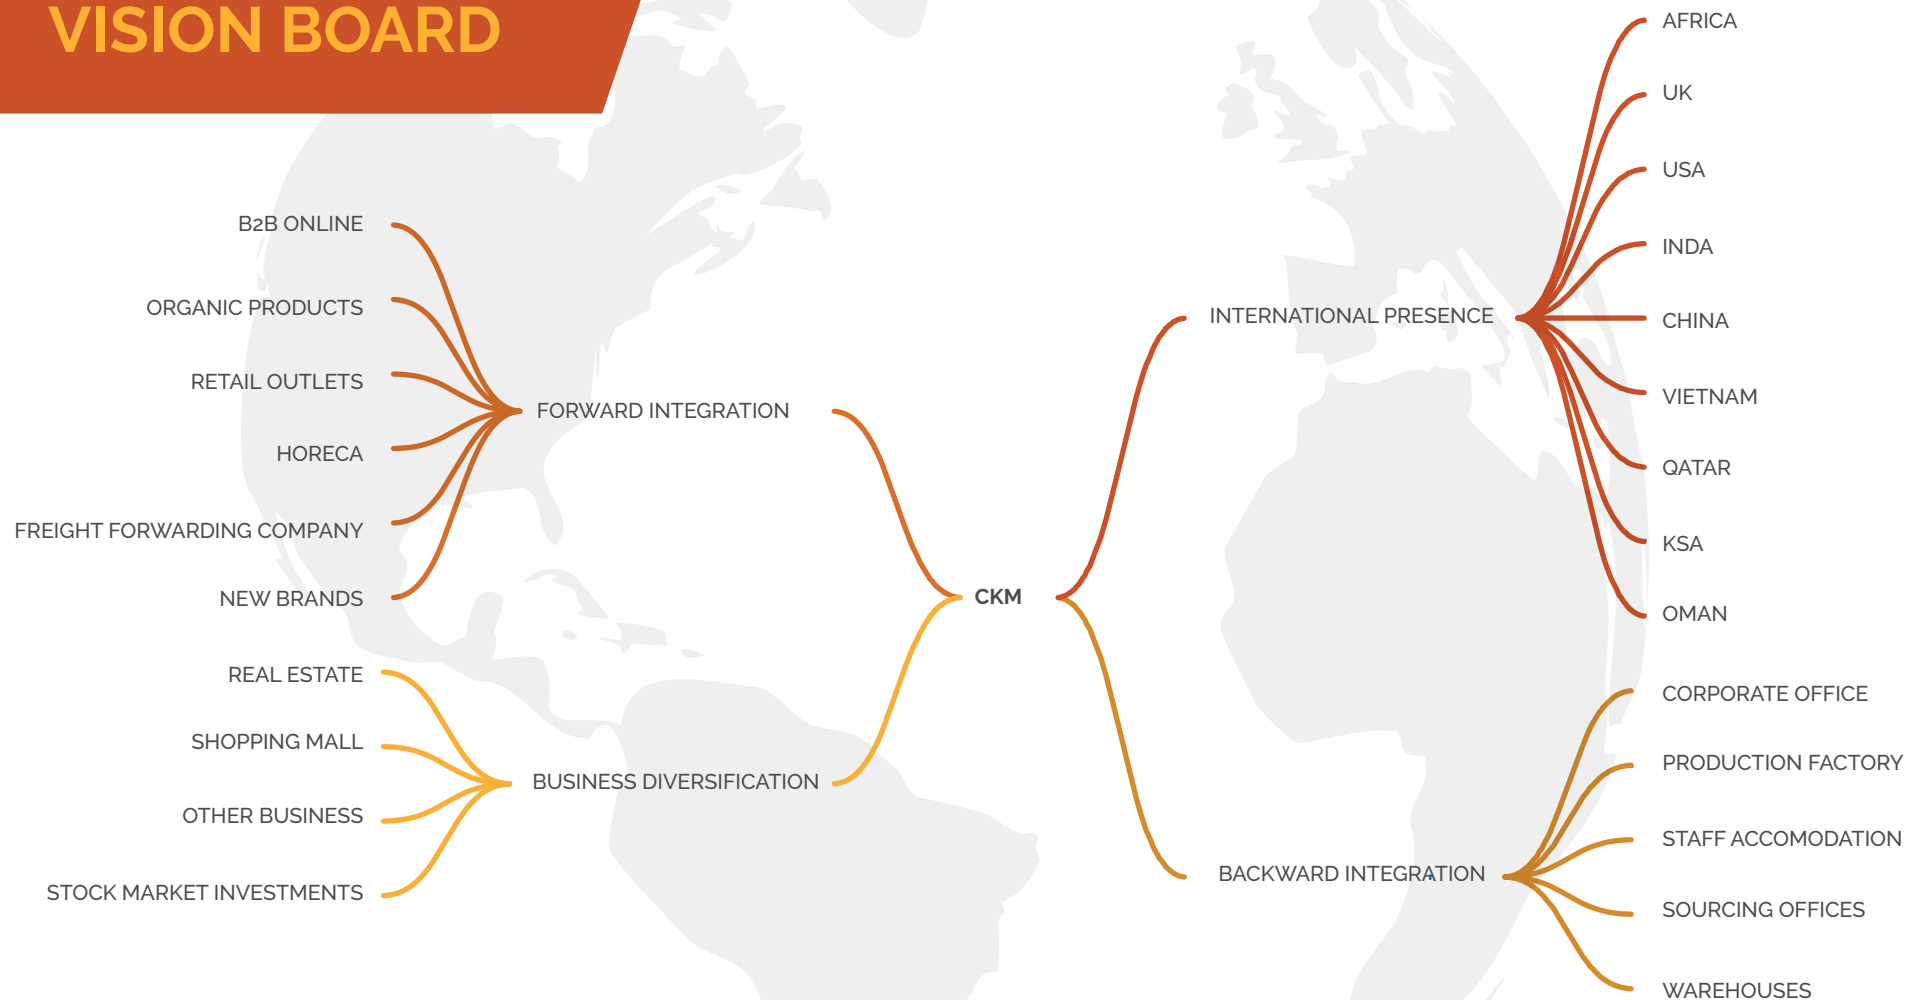 VISION BOARD
B2B ONLINE
ORGANIC PRODUCTS
RETAIL OUTLETS
HORECA
FREIGHT FORWARDING COMPANY
NEW BRANDS
FORWARD INTEGRATION
REAL ESTATE
SHOPPING MALL
OTHER BUSINESS
STOCK MARKET INVESTMENTS
BUSINESS DIVERSIFICATION
CKM
INTERNATIONAL PRESENCE
AFRICA
UK
USA
INDA
CHINA
VIETNAM
QATAR
KSA
OMAN
BACKWARD INTEGRATION
CORPORATE OFFICE
PRODUCTION FACTORY
STAFF ACCOMODATION
SOURCING OFFICES
WAREHOUSES